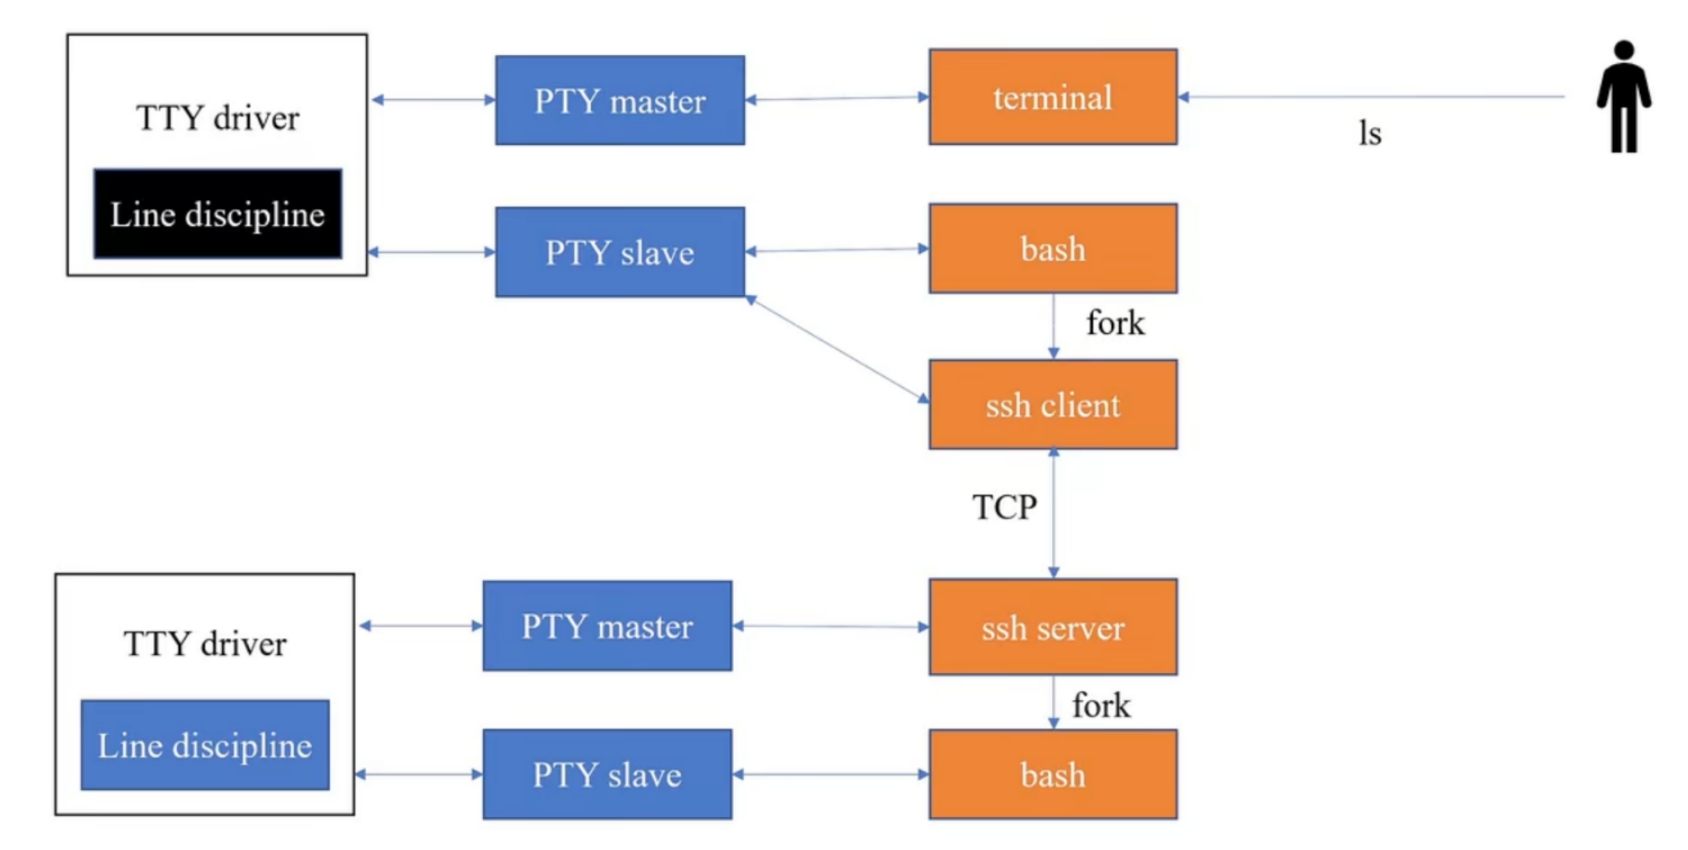 TTY driver
Line discipline
PTY master
terminal
ls
PTY slave
bash
fork
ssh client
TCP
TTY driver
Line discipline
PTY master
ssh server
fork
PTY slave
bash